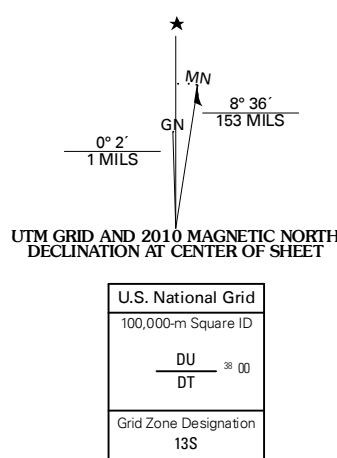 ★
MN
8° 36´
153 MILS
GN
0° 2´
1 MILS
UTM GRID AND 2010 MAGNETIC NORTH
DECLINATION AT CENTER OF SHEET
U.S. National Grid
100,000-m Square ID
DU
38 00
DT
Grid Zone Designation
13S